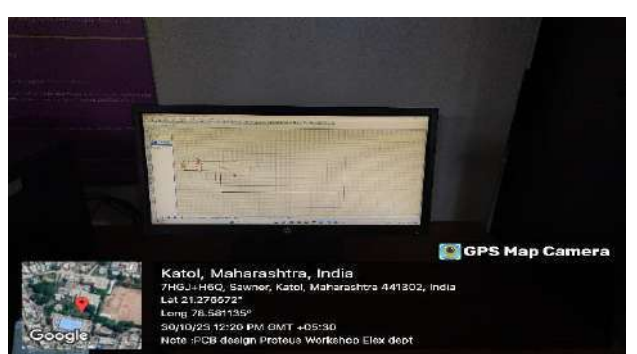 GPS Map Camera
Katol, Maharashtra, India
7HGJ+H6Q, Sawner, Katol, Maharashtra 441302, India
Lat 21.276672°
Long 78.581135°
30/10/23 12:20 PM GMT +05:30
Note :PCB design Proteus Workshop Elex dept
Google